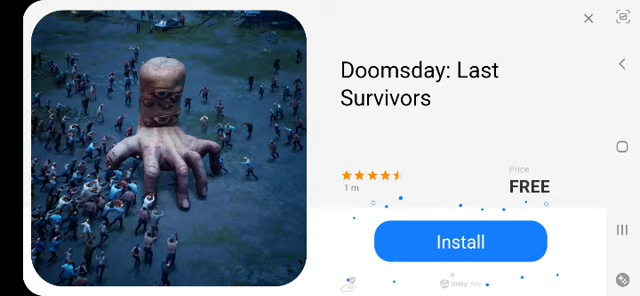 Doomsday: Last
Survivors
Price
1 m
FREE
Install
Unity Ads